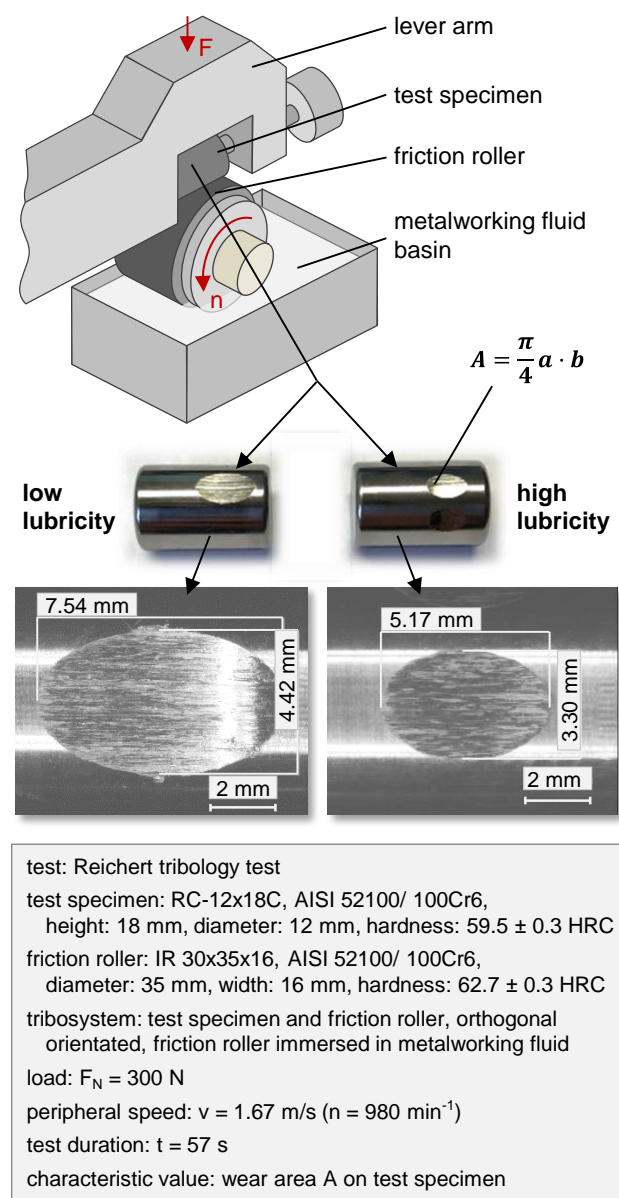 F
lever arm
test specimen
friction roller
metalworking fluid
basin
n
A = π/4 a · b
low
lubricity
high
lubricity
7.54 mm
4.42 mm
2 mm
5.17 mm
3.30 mm
2 mm
test: Reichert tribology test
test specimen: RC-12x18C, AISI 52100/ 100Cr6,
height: 18 mm, diameter: 12 mm, hardness: 59.5 ± 0.3 HRC
friction roller: IR 30x35x16, AISI 52100/ 100Cr6,
diameter: 35 mm, width: 16 mm, hardness: 62.7 ± 0.3 HRC
tribosystem: test specimen and friction roller, orthogonal
orientated, friction roller immersed in metalworking fluid
load: F_N = 300 N
peripheral speed: v = 1.67 m/s (n = 980 min⁻¹)
test duration: t = 57 s
characteristic value: wear area A on test specimen